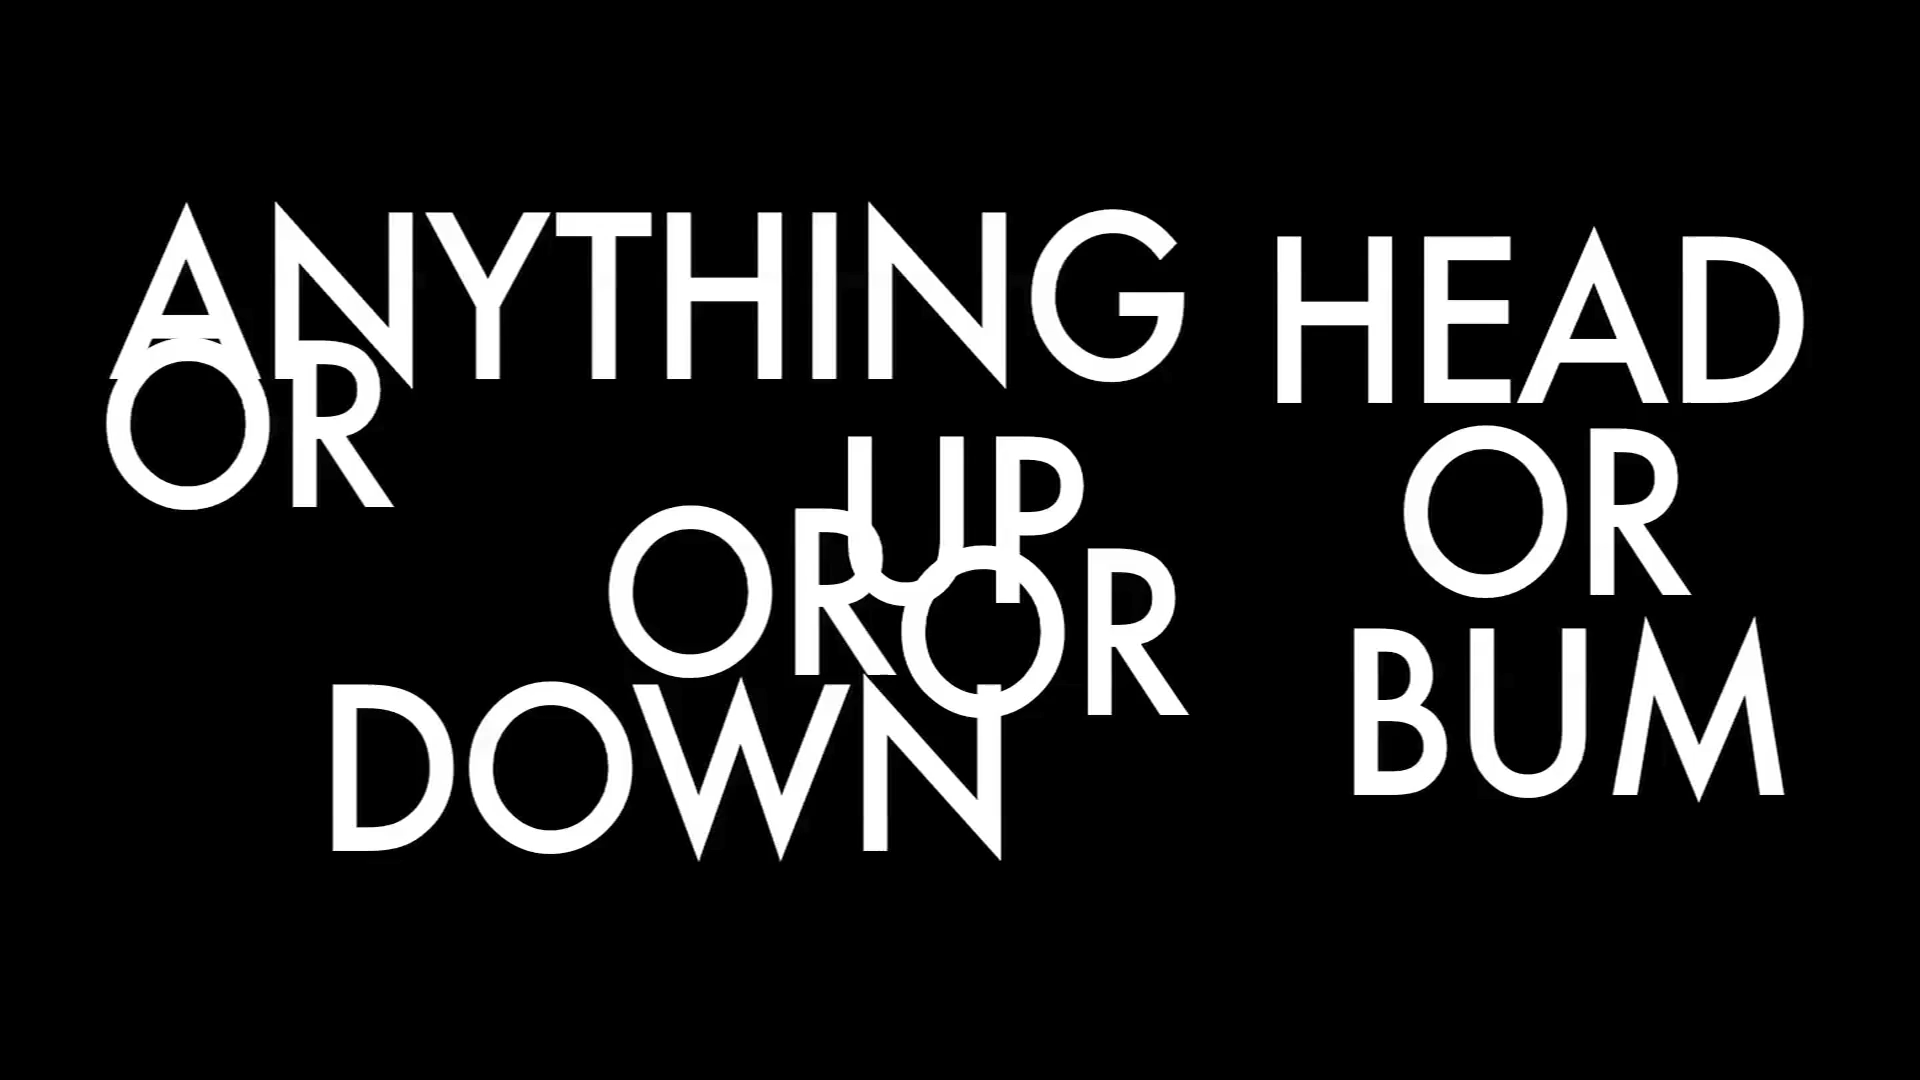 ANYTHING
OR
UP
OR
OR
DOWN
HEAD
OR
BUM